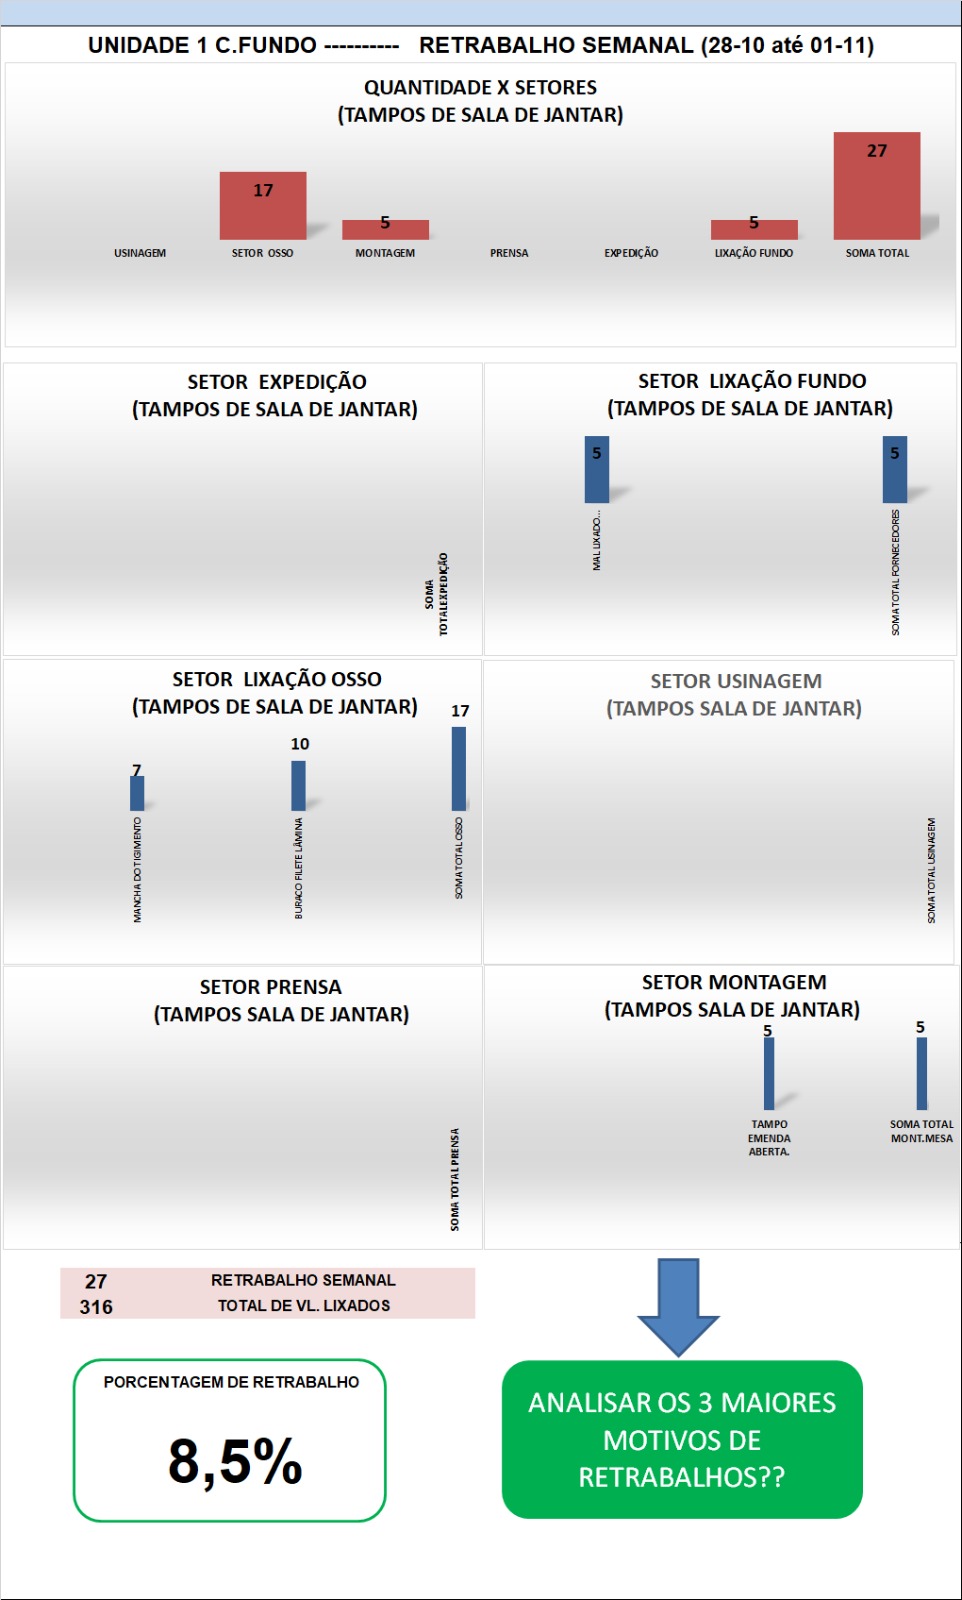 UNIDADE 1 C.FUNDO ---------- RETRABALHO SEMANAL (28-10 até 01-11)
QUANTIDADE X SETORES
(TAMPOS DE SALA DE JANTAR)
27
17
5
5
USINAGEM SETOR OSSO MONTAGEM PRENSA EXPEDIÇÃO LIXAÇÃO FUNDO SOMA TOTAL
SETOR EXPEDIÇÃO
(TAMPOS DE SALA DE JANTAR)
SOMA
TOTALEXPEDIÇÃO
SETOR LIXAÇÃO FUNDO
(TAMPOS DE SALA DE JANTAR)
5
5
MAL LIXADO...
SOMA TOTAL FORNECEDORES
SETOR LIXAÇÃO OSSO
(TAMPOS DE SALA DE JANTAR)
17
10
7
MANCHA DO TIGIMENTO
BURACO FILETE LÂMINA
SOMA TOTAL OSSO
SETOR USINAGEM
(TAMPOS SALA DE JANTAR)
SOMA TOTAL USINAGEM
SETOR PRENSA
(TAMPOS SALA DE JANTAR)
SOMA TOTAL PRENSA
SETOR MONTAGEM
(TAMPOS SALA DE JANTAR)
5
5
TAMPO
EMENDA
ABERTA.
SOMA TOTAL
MONT.MESA
27 RETRABALHO SEMANAL
316 TOTAL DE VL. LIXADOS
PORCENTAGEM DE RETRABALHO
8,5%
ANALISAR OS 3 MAIORES
MOTIVOS DE
RETRABALHOS??